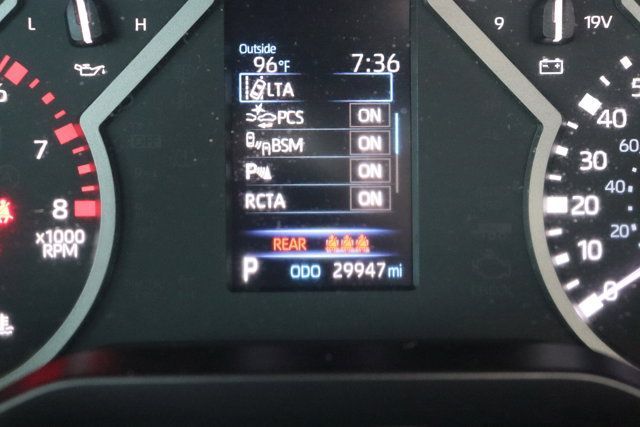 L H
9 19V
Outside
96°F 7:36
LTA
PCS ON
BSM ON
P ON
RCTA ON
REAR
P ODO 29947 mi
6
7
8
x1000
RPM
40
30
20
10
0
60
40
20